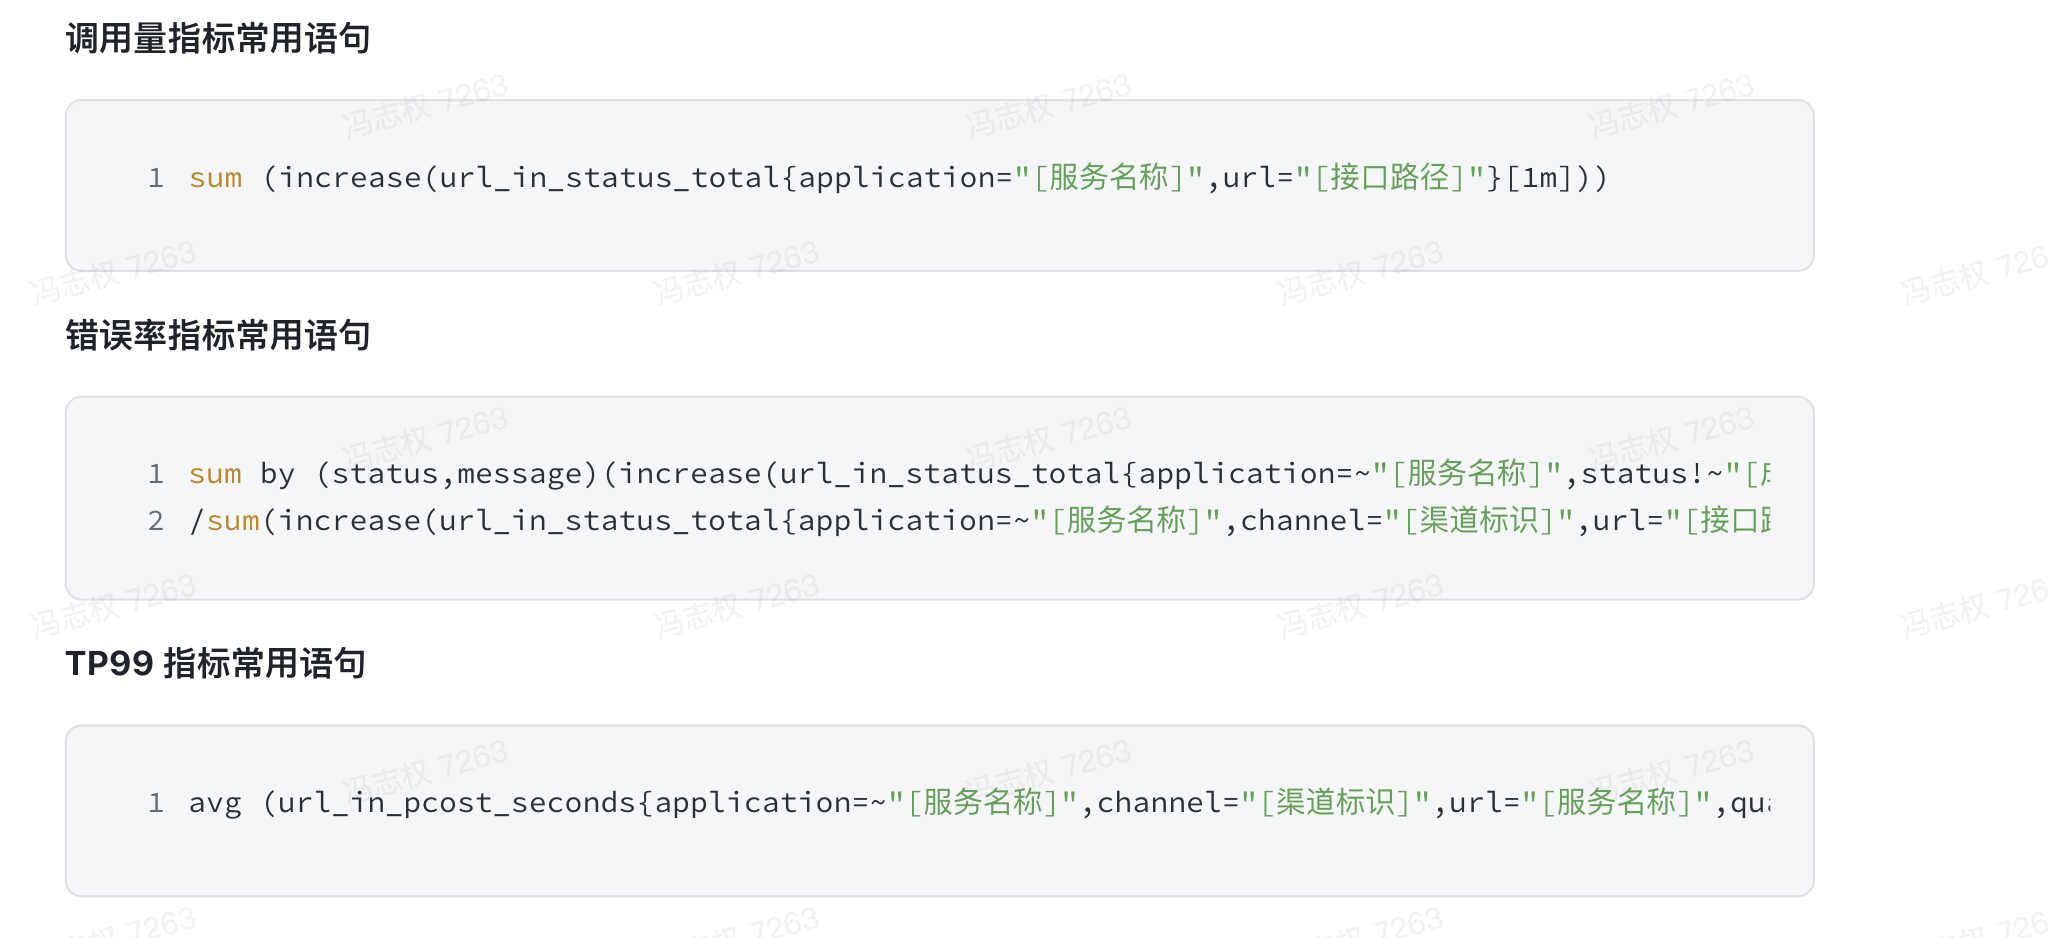 调用量指标常用语句
冯志权 7263 冯志权 7263 冯志权 7263
1 sum (increase(url_in_status_total{application="[服务名称]",url="[接口路径]"}[1m]))
冯志权 7263 冯志权 7263 冯志权 7263 冯志权 726
错误率指标常用语句
冯志权 7263 冯志权 7263 冯志权 7263
1 sum by (status,message)(increase(url_in_status_total{application=~"[服务名称]",status!~"[
2 /sum(increase(url_in_status_total{application=~"[服务名称]",channel="[渠道标识]",url="[接口
冯志权 7263 冯志权 7263 冯志权 7263 冯志权 726
TP99 指标常用语句
冯志权 7263 冯志权 7263 冯志权 7263
1 avg (url_in_pcost_seconds{application=~"[服务名称]",channel="[渠道标识]",url="[服务名称]",qu
7263 7263 7263 726